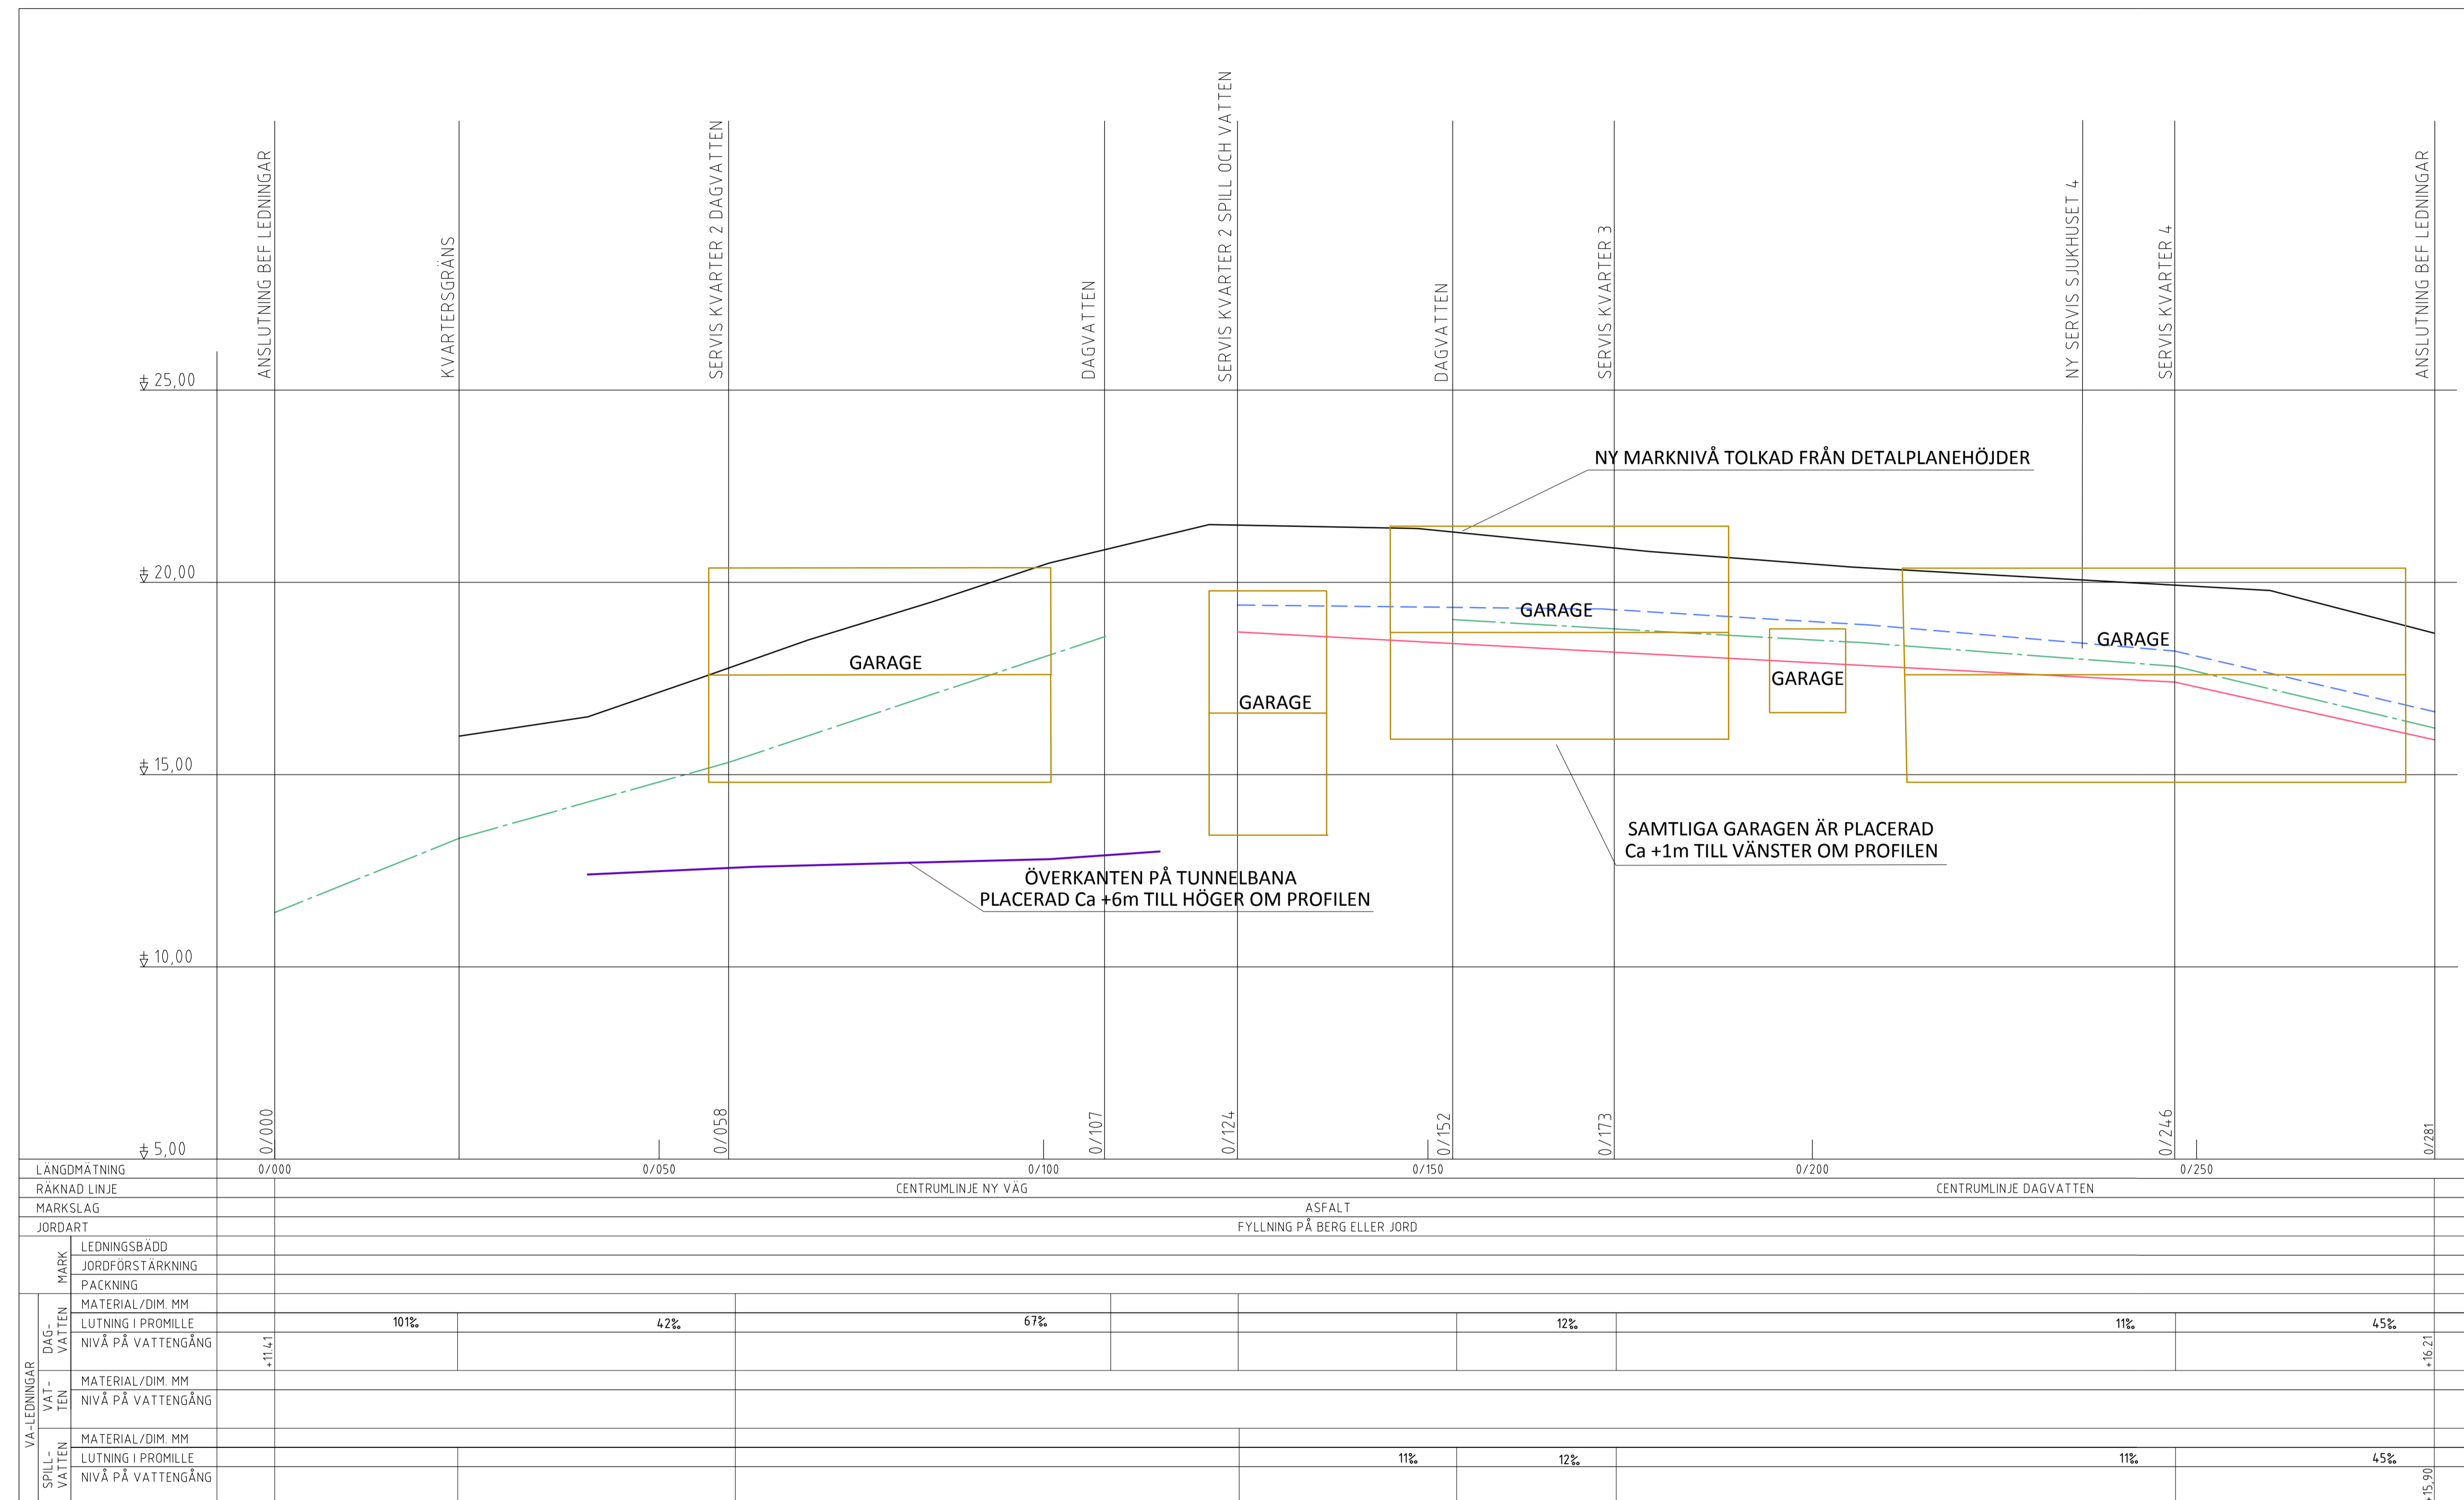 ANSLUTNING BEF LEDNINGAR
KVARTERSGRÄNS
SERVIS KVARTER 2 DAGVATTEN
DAGVATTEN
SERVIS KVARTER 2 SPILL OCH VATTEN
DAGVATTEN
SERVIS KVARTER 3
NY SERVIS SJUKHUSET 4
SERVIS KVARTER 4
ANSLUTNING BEF LEDNINGAR
± 25,00
NY MARKNIVÅ TOLKAD FRÅN DETALPLANEHÖJDER
± 20,00
GARAGE
GARAGE
GARAGE
GARAGE
GARAGE
± 15,00
SAMTLIGA GARAGEN ÄR PLACERAD
Ca +1m TILL VÄNSTER OM PROFILEN
ÖVERKANTEN PÅ TUNNELBANA
PLACERAD Ca +6m TILL HÖGER OM PROFILEN
± 10,00
± 5,00
0/000
0/058
0/107
0/124
0/152
0/173
0/246
0/281
LÄNGDMÄTNING 0/000 0/050 0/100 0/150 0/200 0/250
RÄKNAD LINJE CENTRUMLINJE NY VÄG CENTRUMLINJE DAGVATTEN
MARKSLAG ASFALT
JORDART FYLLNING PÅ BERG ELLER JORD
MARK
LEDNINGSBÄDD
JORDFÖRSTÄRKNING
PACKNING
VA-LEDNINGAR
DAG-
VATTEN
MATERIAL/DIM. MM
LUTNING I PROMILLE 101‰ 42‰ 67‰ 12‰ 11‰ 45‰
NIVÅ PÅ VATTENGÅNG +11.41 +16.21
VAT-
TEN
MATERIAL/DIM. MM
NIVÅ PÅ VATTENGÅNG
SPILL-
VATTEN
MATERIAL/DIM. MM
LUTNING I PROMILLE 11‰ 12‰ 11‰ 45‰
NIVÅ PÅ VATTENGÅNG +15,90